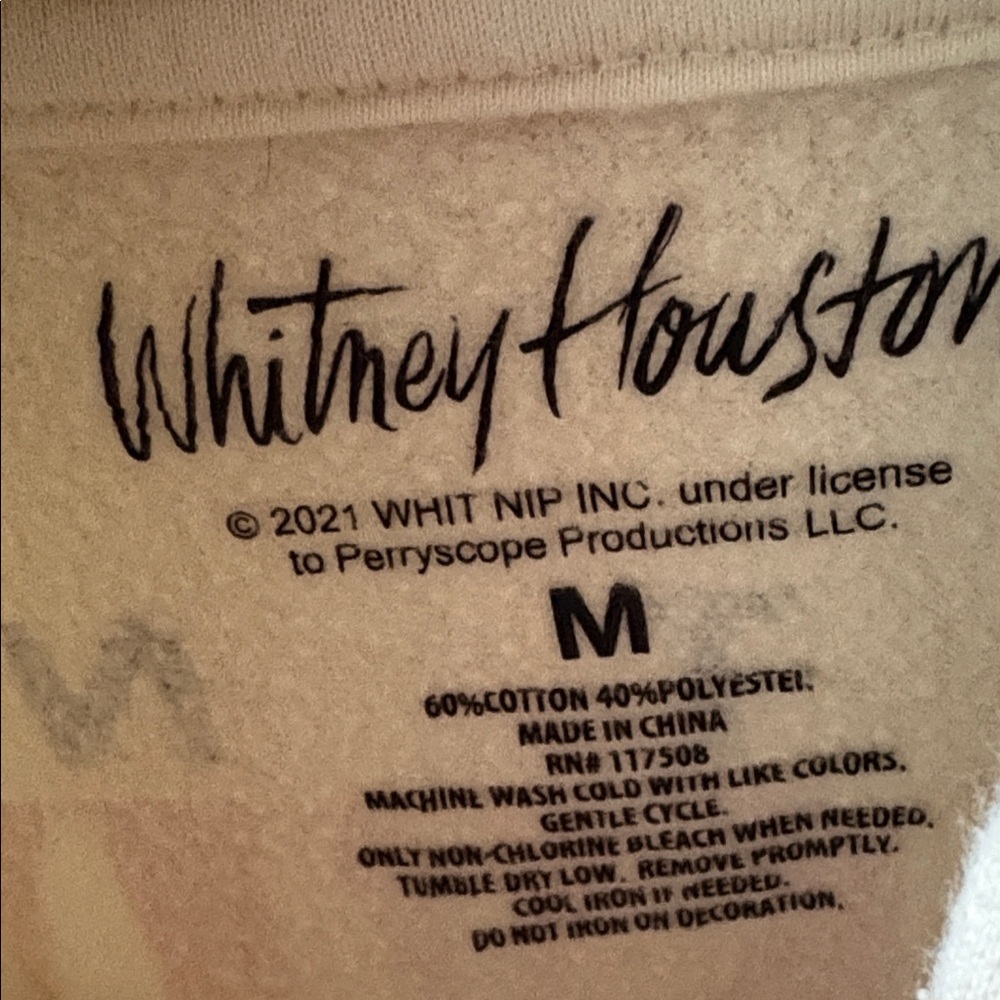 Whitney Houston
© 2021 WHIT NIP INC. under license
to Perryscope Productions LLC.
M
60%COTTON 40%POLYESTER.
MADE IN CHINA
RN# 117508
MACHINE WASH COLD WITH LIKE COLORS.
GENTLE CYCLE.
ONLY NON-CHLORINE BLEACH WHEN NEEDED.
TUMBLE DRY LOW. REMOVE PROMPTLY.
COOL IRON IF NEEDED.
DO NOT IRON ON DECORATION.